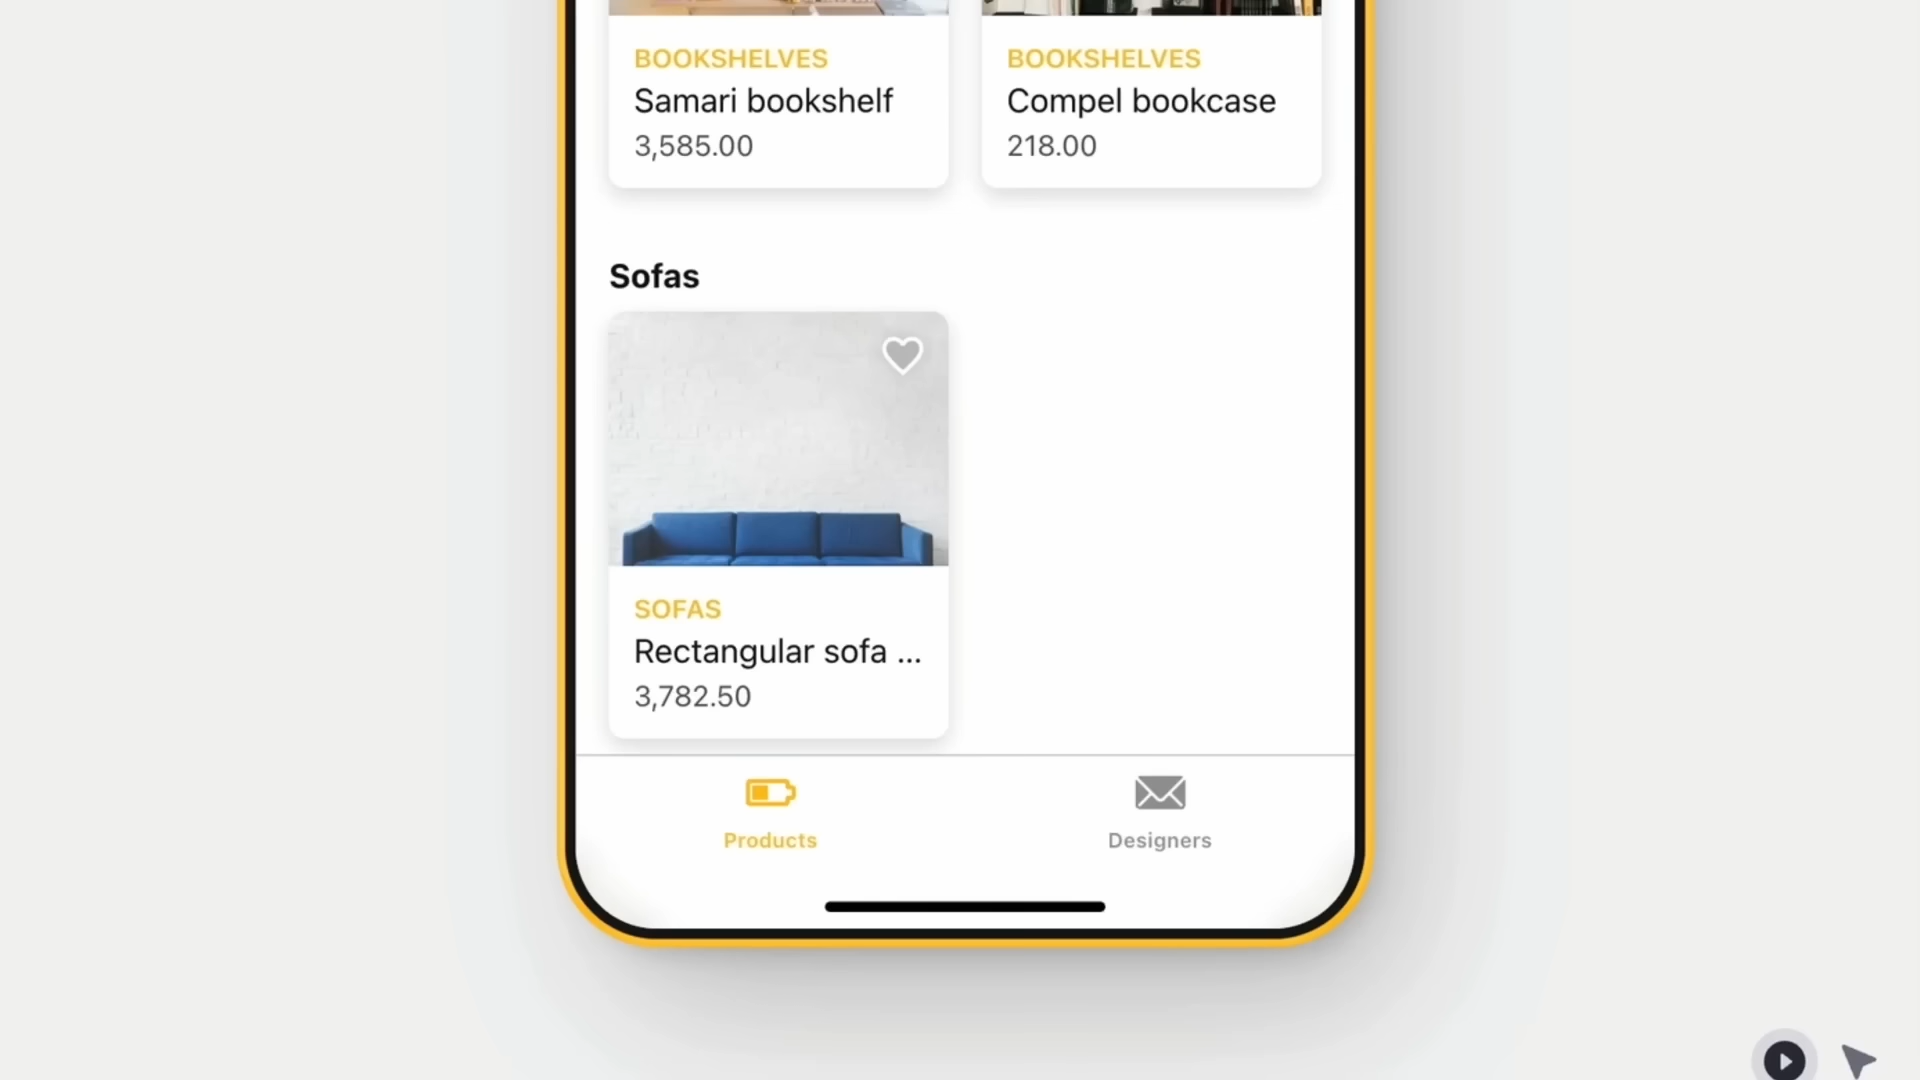 BOOKSHELVES
Samari bookshelf
3,585.00
BOOKSHELVES
Compel bookcase
218.00
Sofas
SOFAS
Rectangular sofa ...
3,782.50
Products
Designers